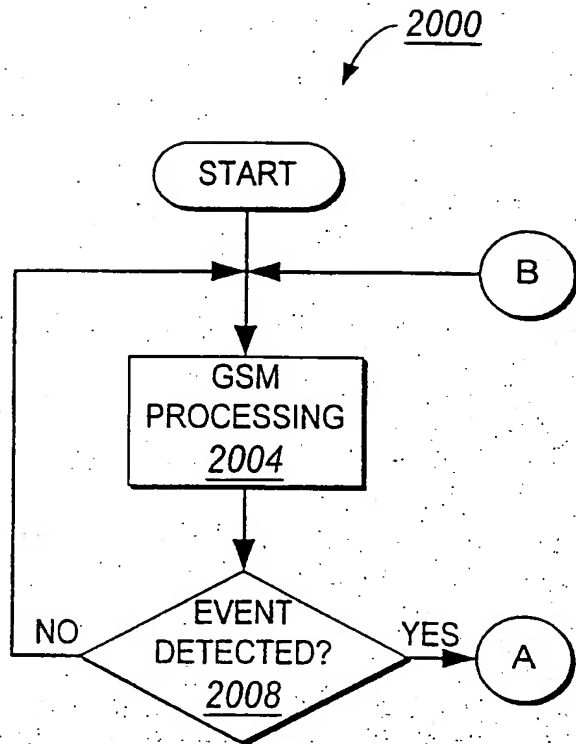 2000
START
B
GSM
PROCESSING
2004
NO
EVENT
DETECTED?
2008
YES
A